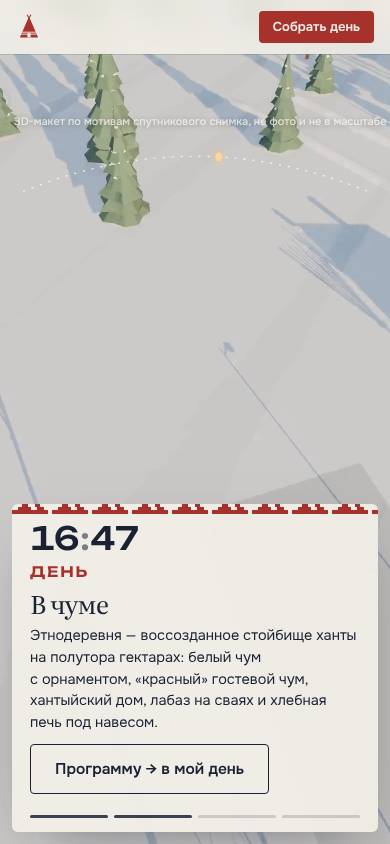 Собрать день
3D-макет по мотивам спутникового снимка, не фото и не в масштабе
16:47
ДЕНЬ
В чуме
Этнодеревня — воссозданное стойбище ханты
на полутора гектарах: белый чум
с орнаментом, «красный» гостевой чум,
хантыйский дом, лабаз на сваях и хлебная
печь под навесом.
Программу → в мой день